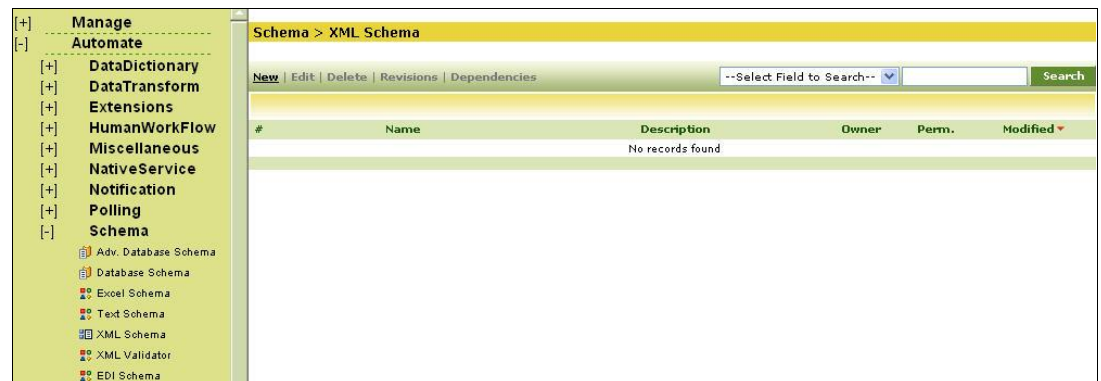 [+] Manage
[-] Automate
[+] DataDictionary
[+] DataTransform
[+] Extensions
[+] HumanWorkFlow
[+] Miscellaneous
[+] NativeService
[+] Notification
[+] Polling
[-] Schema
Adv. Database Schema
Database Schema
Excel Schema
Text Schema
XML Schema
XML Validator
EDI Schema
Schema > XML Schema
New | Edit | Delete | Revisions | Dependencies --Select Field to Search-- Search
# Name Description Owner Perm. Modified
No records found